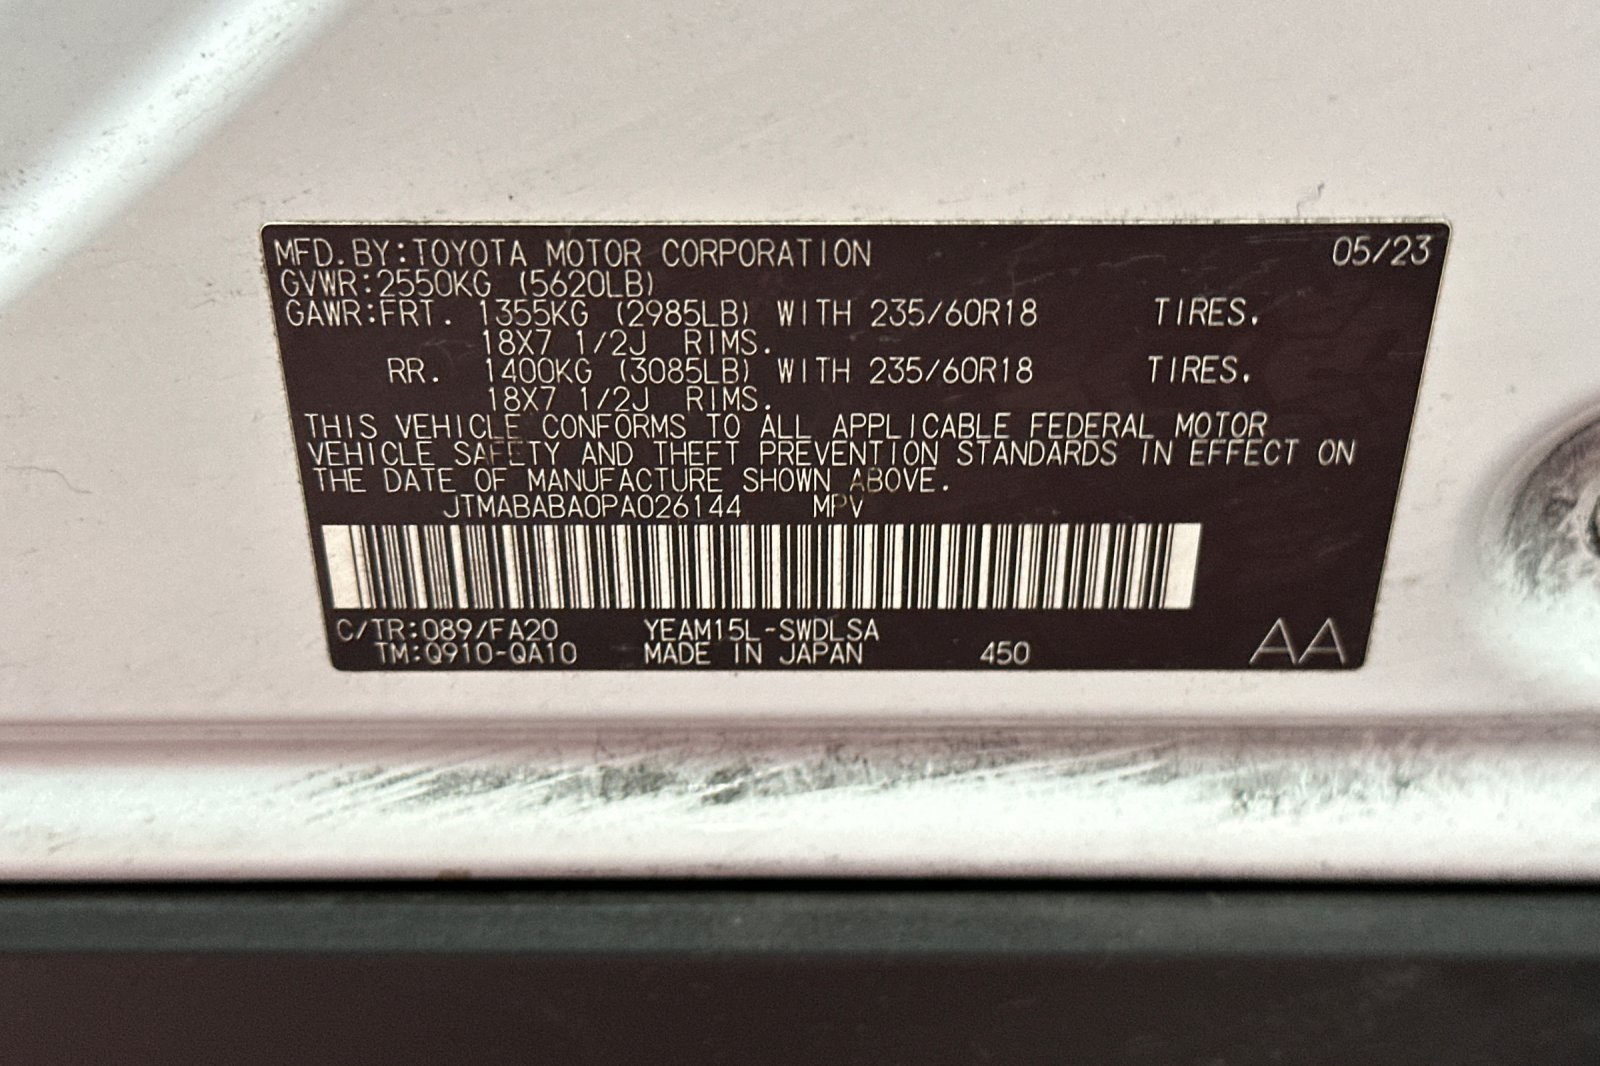 MFD.BY:TOYOTA MOTOR CORPORATION 05/23
GVWR:2550KG (5620LB)
GAWR:FRT. 1355KG (2985LB) WITH 235/60R18 TIRES.
18X7 1/2J RIMS.
RR. 1400KG (3085LB) WITH 235/60R18 TIRES.
18X7 1/2J RIMS.
THIS VEHICLE CONFORMS TO ALL APPLICABLE FEDERAL MOTOR
VEHICLE SAFETY AND THEFT PREVENTION STANDARDS IN EFFECT ON
THE DATE OF MANUFACTURE SHOWN ABOVE.
JTMABABA0PA026144 MPV
C/TR:089/FA20 YEAM15L-SWDLSA
TM:Q910-QA10 MADE IN JAPAN 450 AA